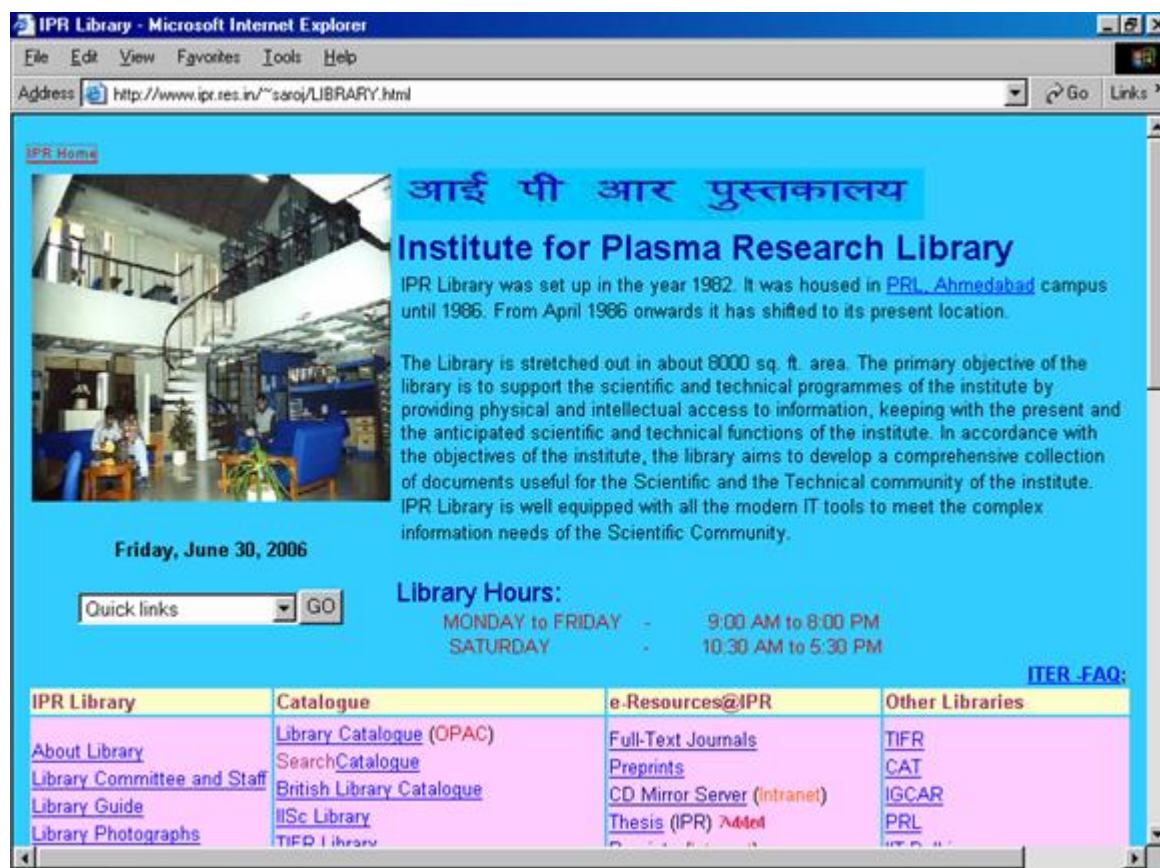 IPR Library - Microsoft Internet Explorer
File Edit View Favorites Tools Help
Address http://www.ipr.res.in/~saroj/LIBRARY.html Go Links
IPR Home
आई पी आर पुस्तकालय
Institute for Plasma Research Library
IPR Library was set up in the year 1982. It was housed in PRL, Ahmedabad campus
until 1986. From April 1986 onwards it has shifted to its present location.
The Library is stretched out in about 8000 sq. ft. area. The primary objective of the
library is to support the scientific and technical programmes of the institute by
providing physical and intellectual access to information, keeping with the present and
the anticipated scientific and technical functions of the institute. In accordance with
the objectives of the institute, the library aims to develop a comprehensive collection
of documents useful for the Scientific and the Technical community of the institute.
IPR Library is well equipped with all the modern IT tools to meet the complex
information needs of the Scientific Community.
Friday, June 30, 2006
Quick links GO
Library Hours:
MONDAY to FRIDAY - 9:00 AM to 8:00 PM
SATURDAY - 10:30 AM to 5:30 PM
ITER -FAQ;
IPR Library Catalogue e-Resources@IPR Other Libraries
About Library
Library Committee and Staff
Library Guide
Library Photographs
Library Catalogue (OPAC)
SearchCatalogue
British Library Catalogue
IISc Library
TIFR Library
Full-Text Journals
Preprints
CD Mirror Server (Intranet)
Thesis (IPR) Added
TIFR
CAT
IGCAR
PRL